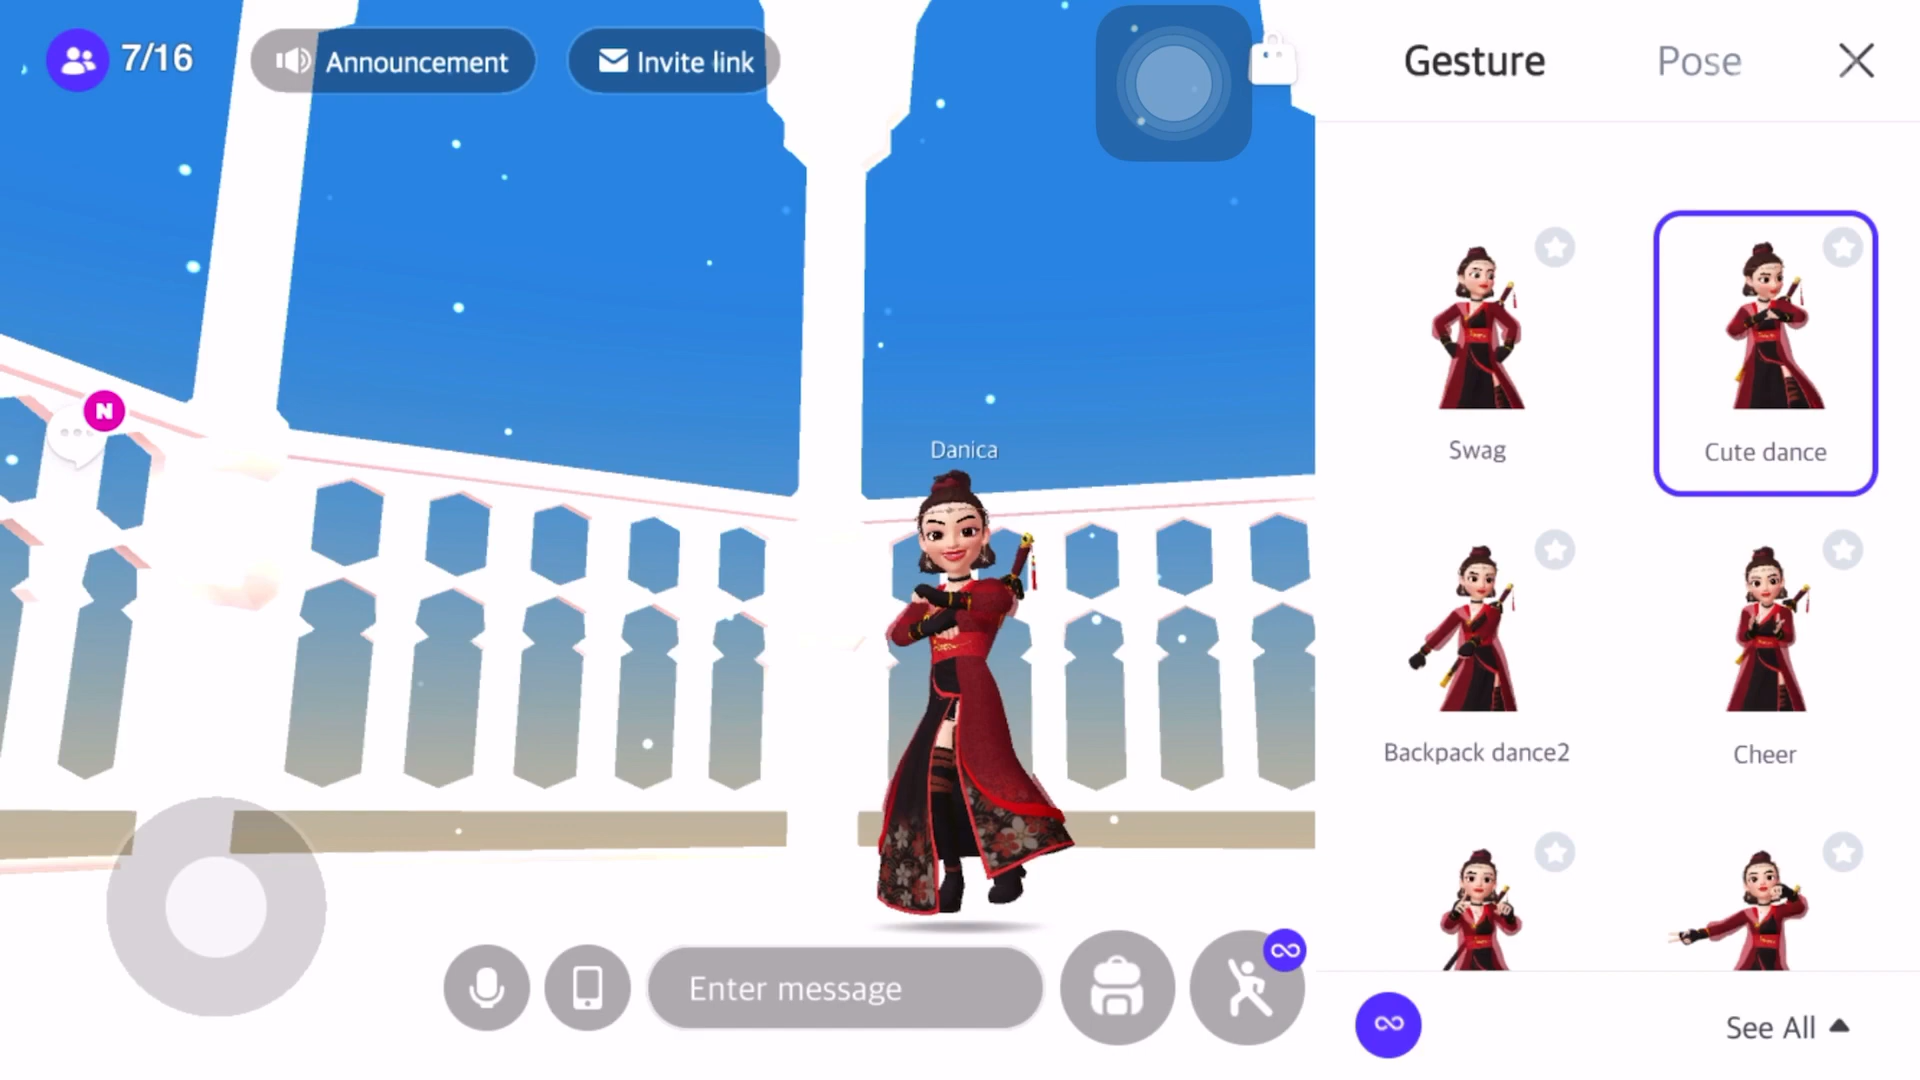 7/16
Announcement
Invite link
Gesture
Pose
N
Danica
Swag
Cute dance
Backpack dance2
Cheer
Enter message
See All